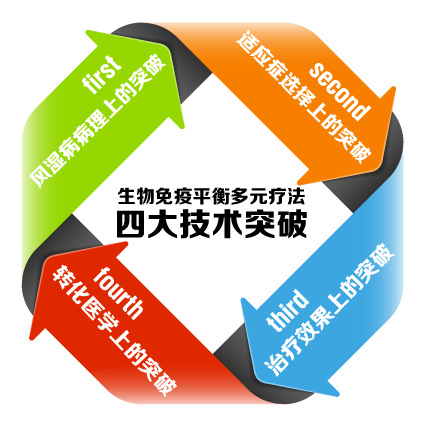 first
风湿病病理上的突破
second
适应症选择上的突破
生物免疫平衡多元疗法
四大技术突破
third
治疗效果上的突破
fourth
转化医学上的突破